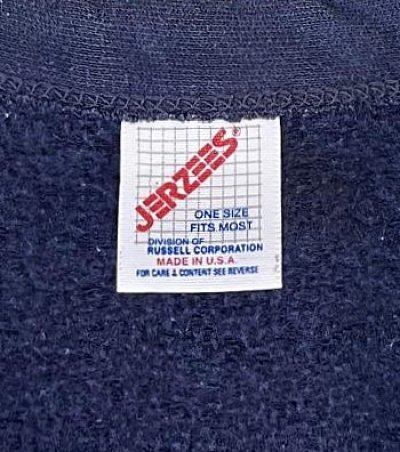 JERZEES®
ONE SIZE
FITS MOST
DIVISION OF
RUSSELL CORPORATION
MADE IN U.S.A.
FOR CARE & CONTENT SEE REVERSE